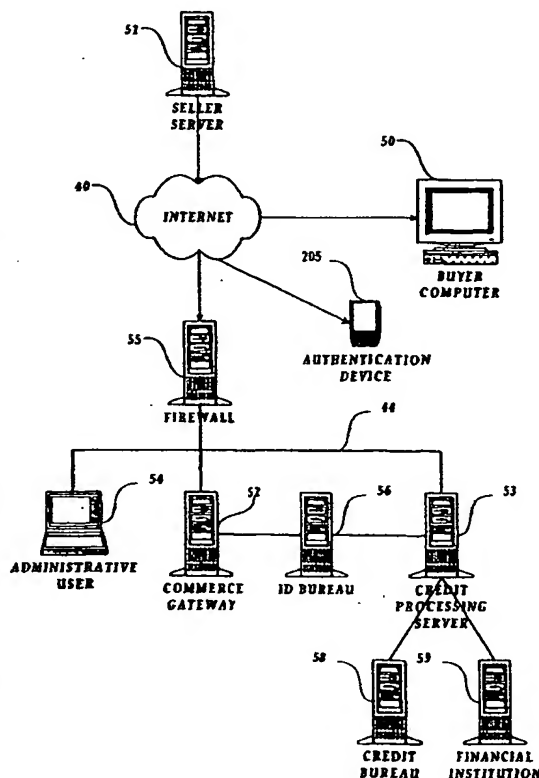 51
SELLER
SERVER
50
40
INTERNET
BUYER
COMPUTER
205
55
AUTHENTICATION
DEVICE
FIREWALL
44
54
52
56
53
ADMINISTRATIVE
USER
COMMERCE
GATEWAY
ID BUREAU
CREDIT
PROCESSING
SERVER
58
59
CREDIT
BUREAU
FINANCIAL
INSTITUTION